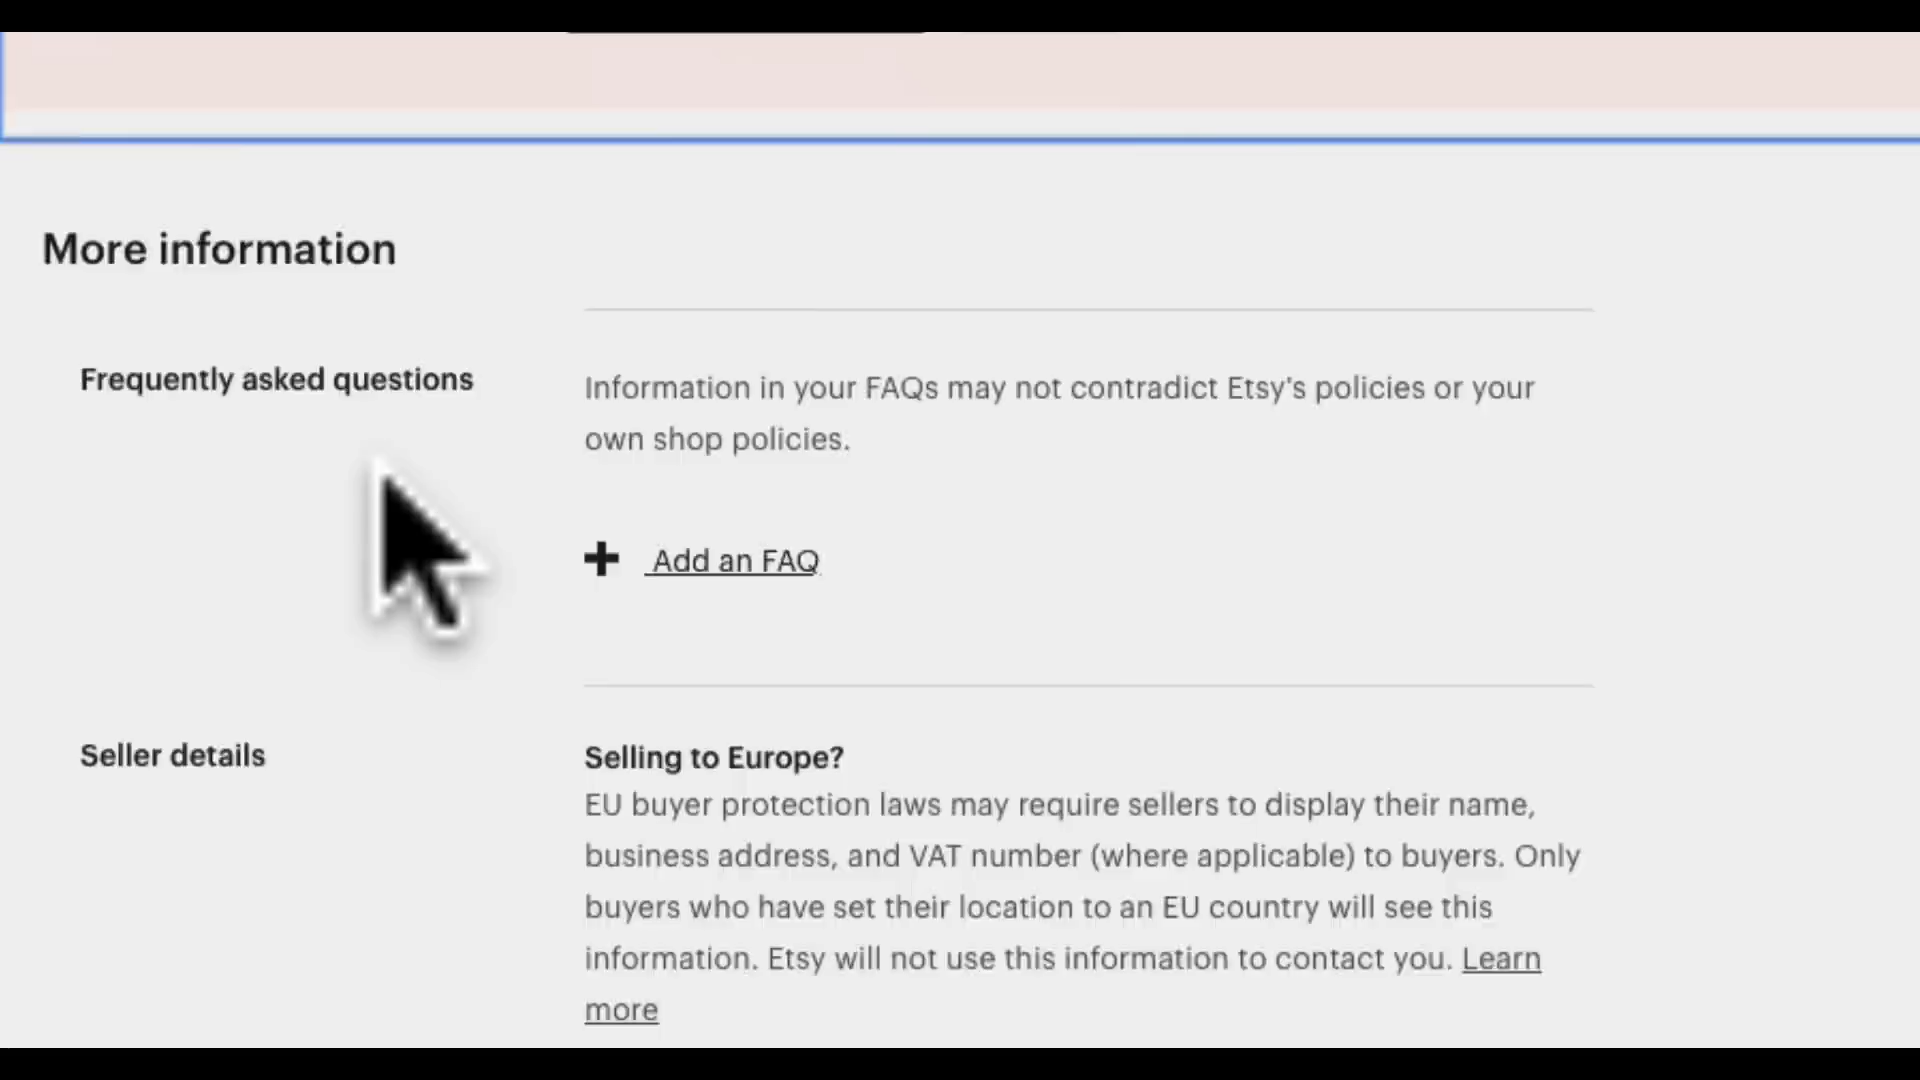 More information
Frequently asked questions
Information in your FAQs may not contradict Etsy's policies or your
own shop policies.
Add an FAQ
Seller details
Selling to Europe?
EU buyer protection laws may require sellers to display their name,
business address, and VAT number (where applicable) to buyers. Only
buyers who have set their location to an EU country will see this
information. Etsy will not use this information to contact you. Learn
more